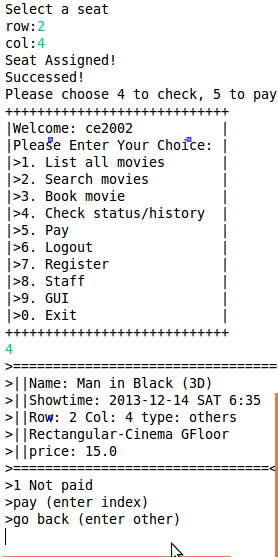 Select a seat
row:2
col:4
Seat Assigned!
Successed!
Please choose 4 to check, 5 to pay
++++++++++++++++++++++++++++
|Welcome: ce2002           |
|Please Enter Your Choice: |
|>1. List all movies       |
|>2. Search movies         |
|>3. Book movie            |
|>4. Check status/history  |
|>5. Pay                   |
|>6. Logout                |
|>7. Register              |
|>8. Staff                 |
|>9. GUI                   |
|>0. Exit                  |
++++++++++++++++++++++++++++
4
>=================================
>||Name: Man in Black (3D)
>||Showtime: 2013-12-14 SAT 6:35
>||Row: 2 Col: 4 type: others
>||Rectangular-Cinema GFloor
>||price: 15.0
>================================<
>1 Not paid
>pay (enter index)
>go back (enter other)